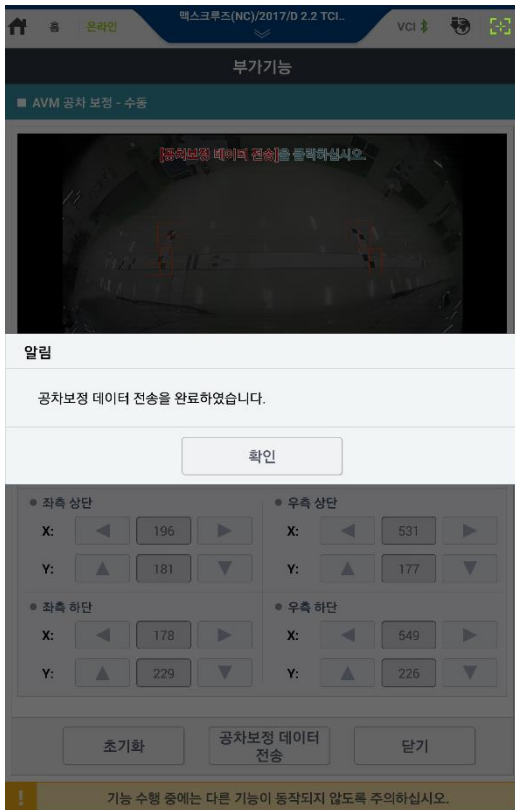 홈 온라인 맥스크루즈(NC)/2017/D 2.2 TCI.. VCI
부가기능
■ AVM 공차 보정 - 수동
[공차보정 데이터 전송]을 클릭하십시오.
알림
공차보정 데이터 전송을 완료하였습니다.
확인
● 좌측 상단 ● 우측 상단
X: 196 X: 531
Y: 181 Y: 177
● 좌측 하단 ● 우측 하단
X: 178 X: 549
Y: 229 Y: 226
초기화 공차보정 데이터 닫기
전송
! 기능 수행 중에는 다른 기능이 동작되지 않도록 주의하십시오.